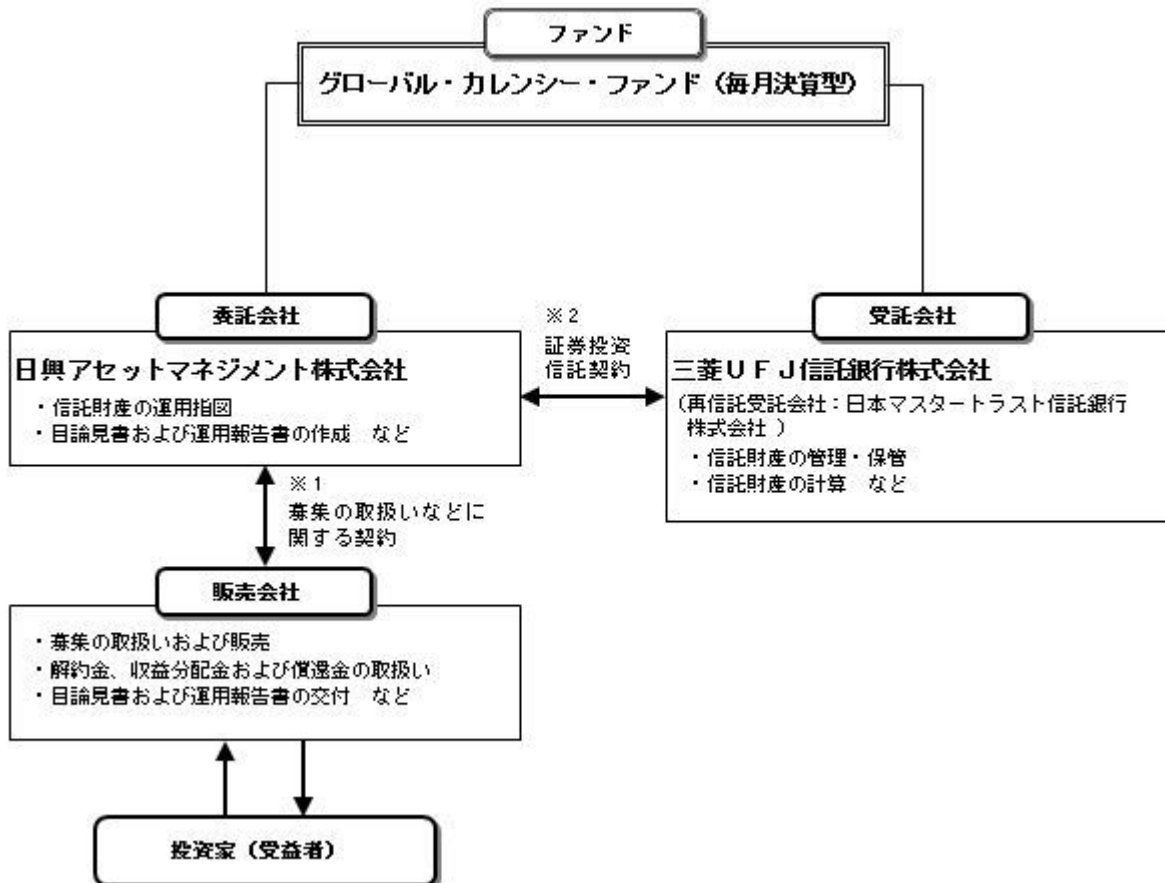 ファンド
グローバル・カレンシー・ファンド（毎月決算型）
委託会社
日興アセットマネジメント株式会社
・信託財産の運用指図
・目論見書および運用報告書の作成　など
※２
証券投資
信託契約
受託会社
三菱ＵＦＪ信託銀行株式会社
（再信託受託会社：日本マスタートラスト信託銀行
株式会社 ）
・信託財産の管理・保管
・信託財産の計算　など
※１
募集の取扱いなどに
関する契約
販売会社
・募集の取扱いおよび販売
・解約金、収益分配金および償還金の取扱い
・目論見書および運用報告書の交付　など
投資家（受益者）